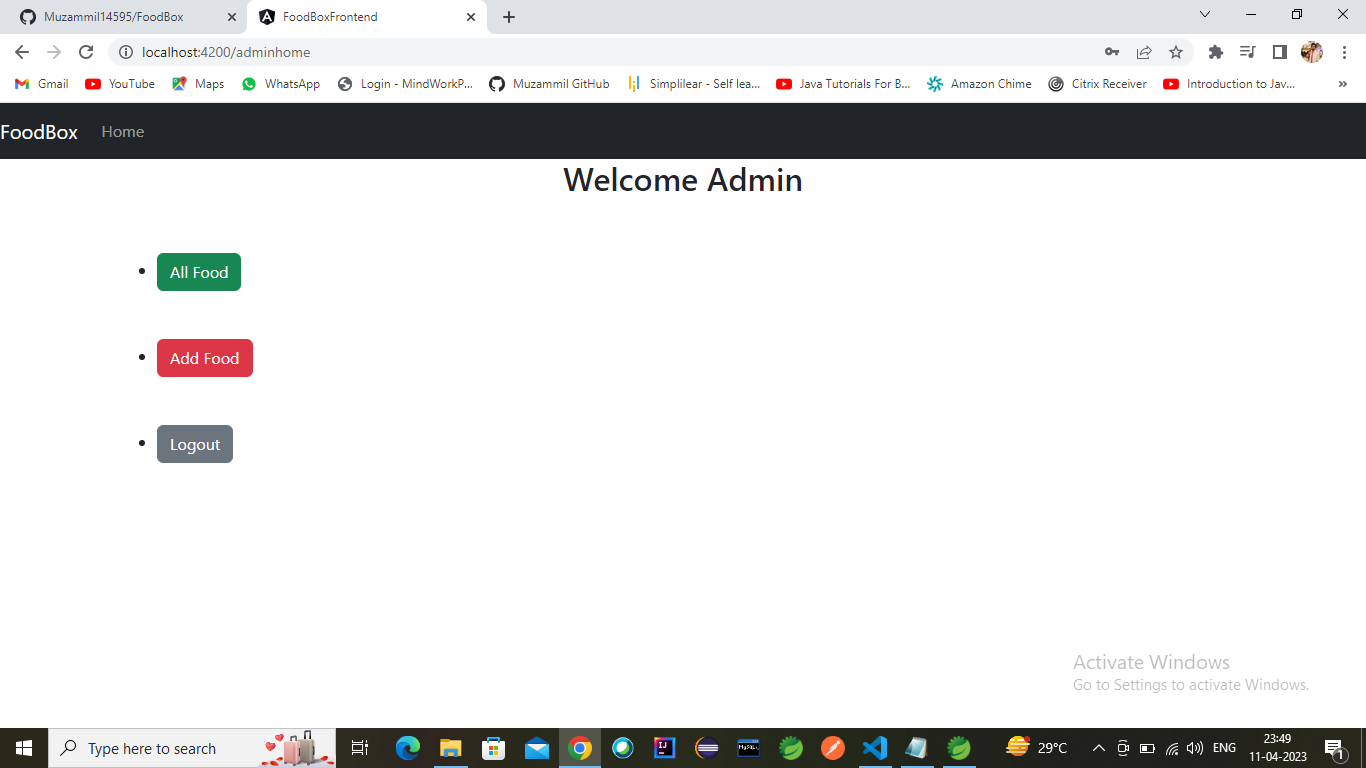 Muzammil14595/FoodBox
FoodBoxFrontend
localhost:4200/adminhome
Gmail YouTube Maps WhatsApp Login - MindWorkP... Muzammil GitHub Simplilear - Self lea... Java Tutorials For B... Amazon Chime Citrix Receiver Introduction to Jav... »
FoodBox Home
Welcome Admin
All Food
Add Food
Logout
Activate Windows
Go to Settings to activate Windows.
Type here to search
29°C
ENG
23:49
11-04-2023
1